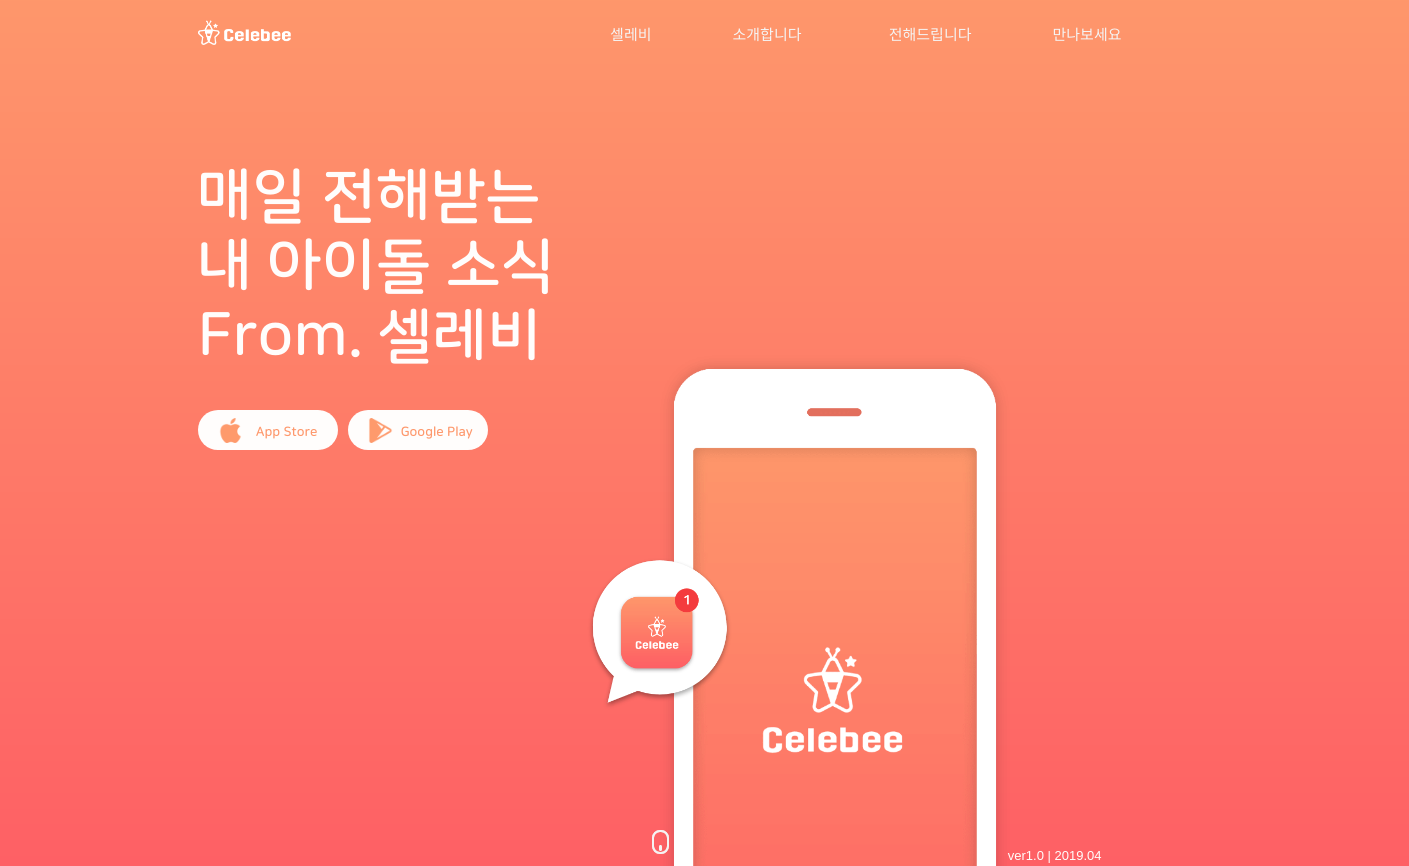 Celebee
셀레비
소개합니다
전해드립니다
만나보세요
매일 전해받는
내 아이돌 소식
From. 셀레비
App Store
Google Play
1
Celebee
Celebee
ver1.0 | 2019.04